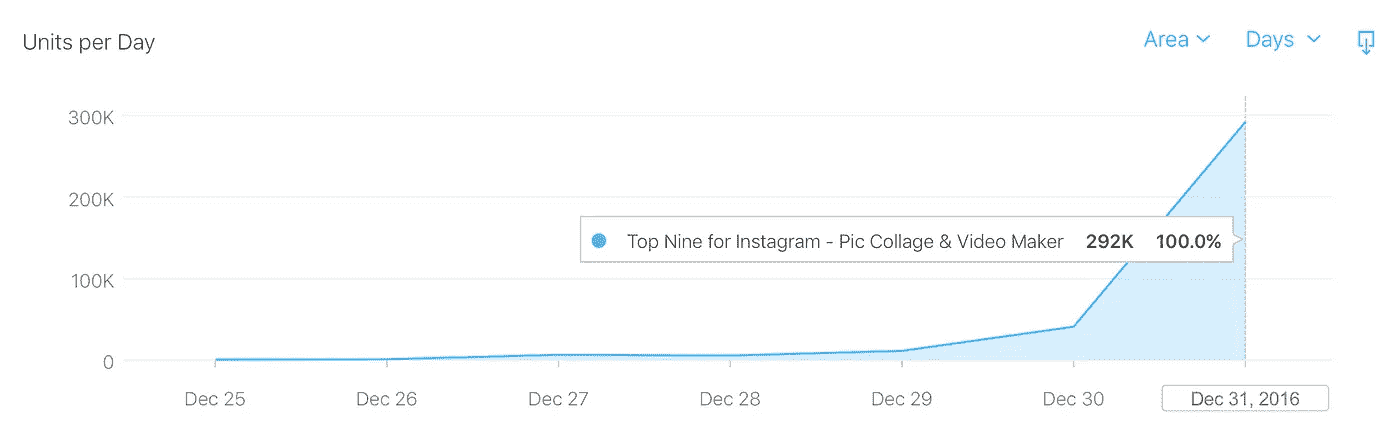 Units per Day
Area Days
300K
200K
100K
0
Top Nine for Instagram - Pic Collage & Video Maker 292K 100.0%
Dec 25 Dec 26 Dec 27 Dec 28 Dec 29 Dec 30 Dec 31, 2016